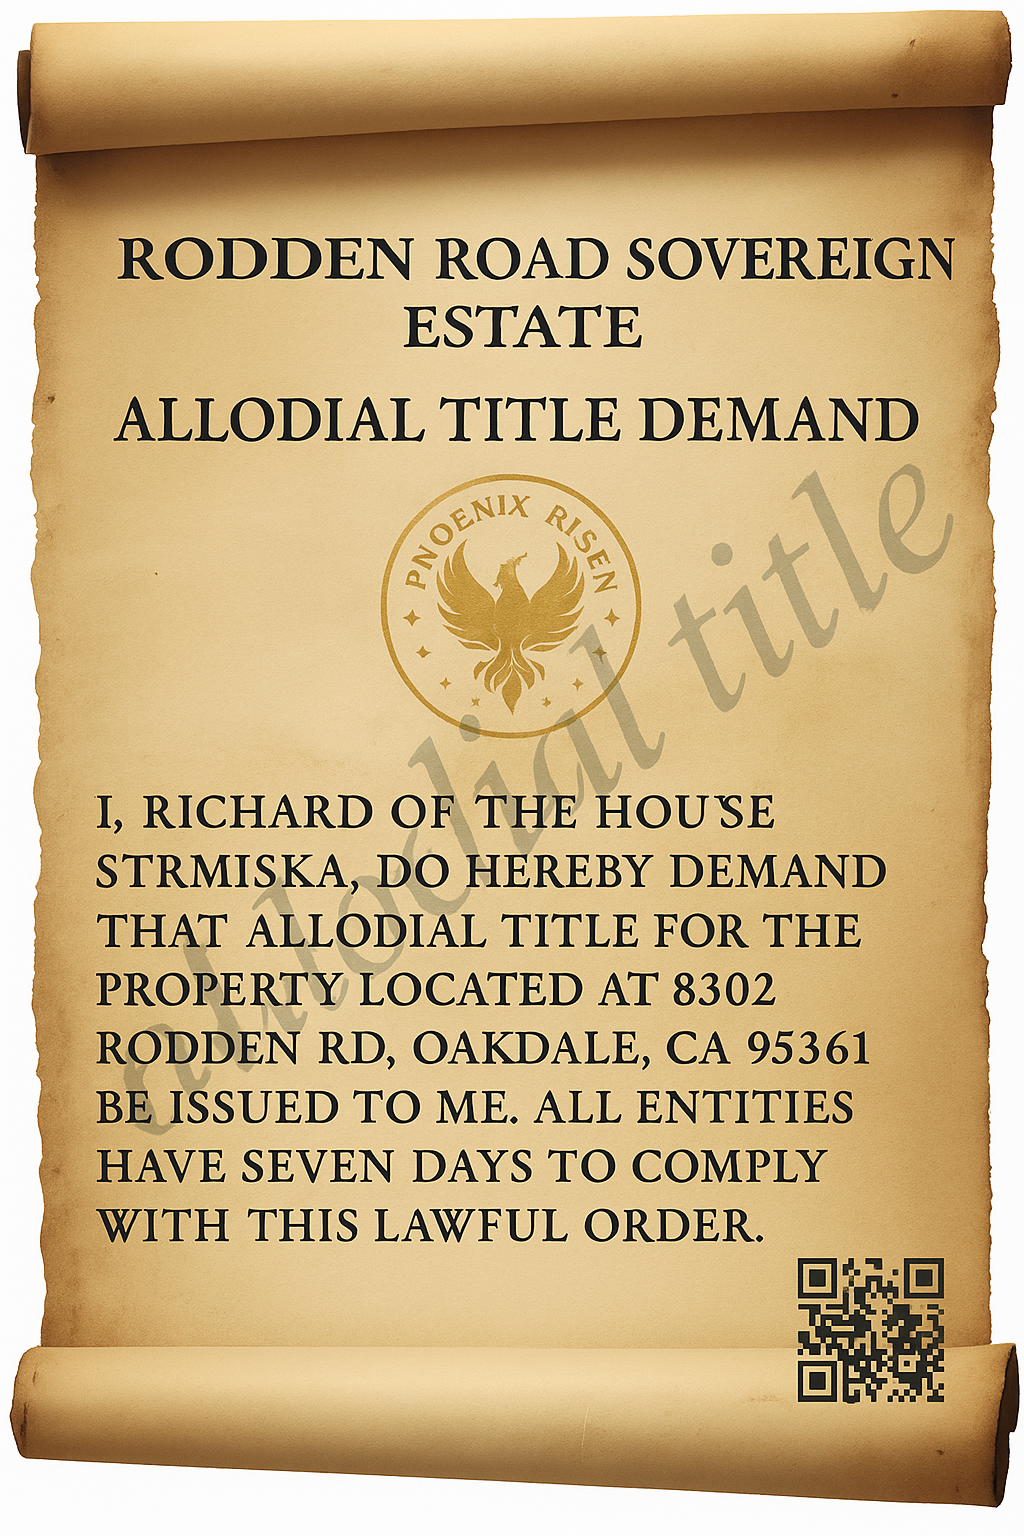 RODDEN ROAD SOVEREIGN
ESTATE
ALLODIAL TITLE DEMAND
PNOENIX RISEN
allodial title
I, RICHARD OF THE HOU'SE
STRMISKA, DO HEREBY DEMAND
THAT ALLODIAL TITLE FOR THE
PROPERTY LOCATED AT 8302
RODDEN RD, OAKDALE, CA 95361
BE ISSUED TO ME. ALL ENTITIES
HAVE SEVEN DAYS TO COMPLY
WITH THIS LAWFUL ORDER.